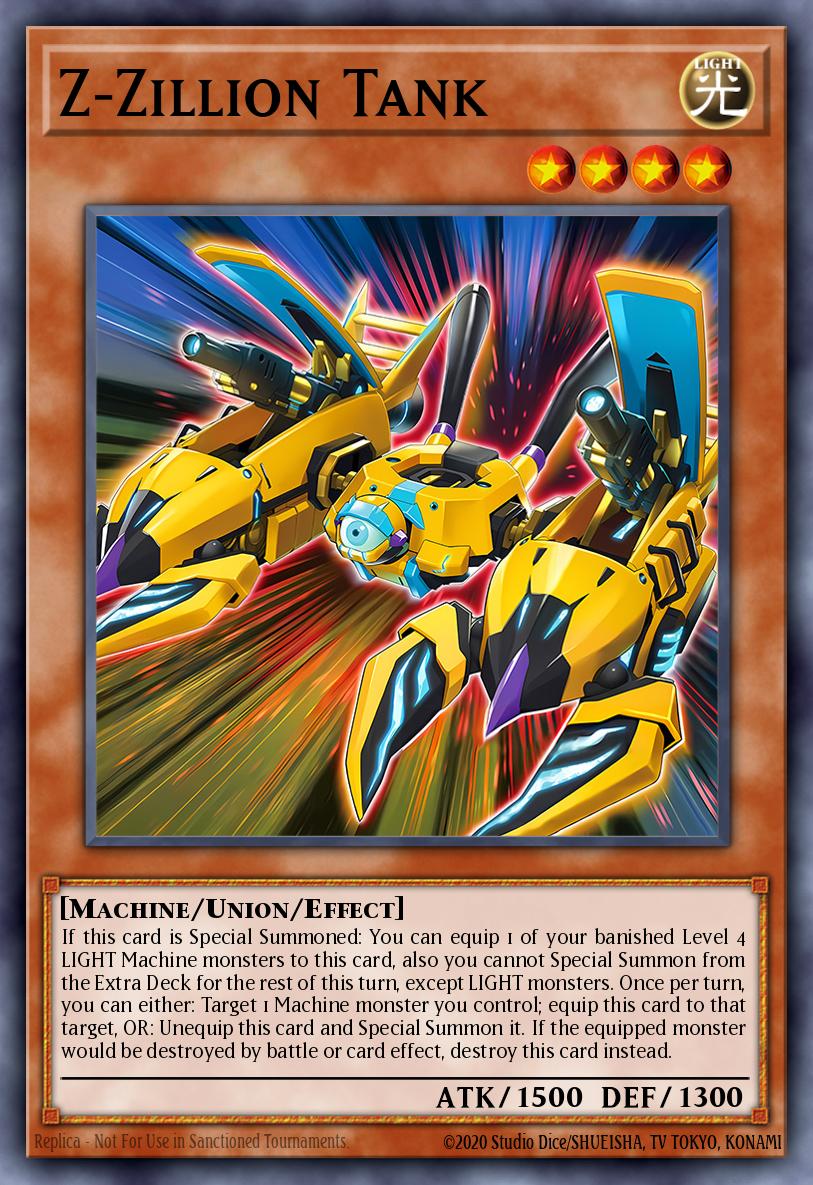 Z-Zillion Tank
LIGHT
光
[Machine/Union/Effect]
If this card is Special Summoned: You can equip 1 of your banished Level 4
LIGHT Machine monsters to this card, also you cannot Special Summon from
the Extra Deck for the rest of this turn, except LIGHT monsters. Once per turn,
you can either: Target 1 Machine monster you control; equip this card to that
target, OR: Unequip this card and Special Summon it. If the equipped monster
would be destroyed by battle or card effect, destroy this card instead.
ATK/1500 DEF/1300
Replica - Not For Use in Sanctioned Tournaments.
©2020 Studio Dice/SHUEISHA, TV TOKYO, KONAMI